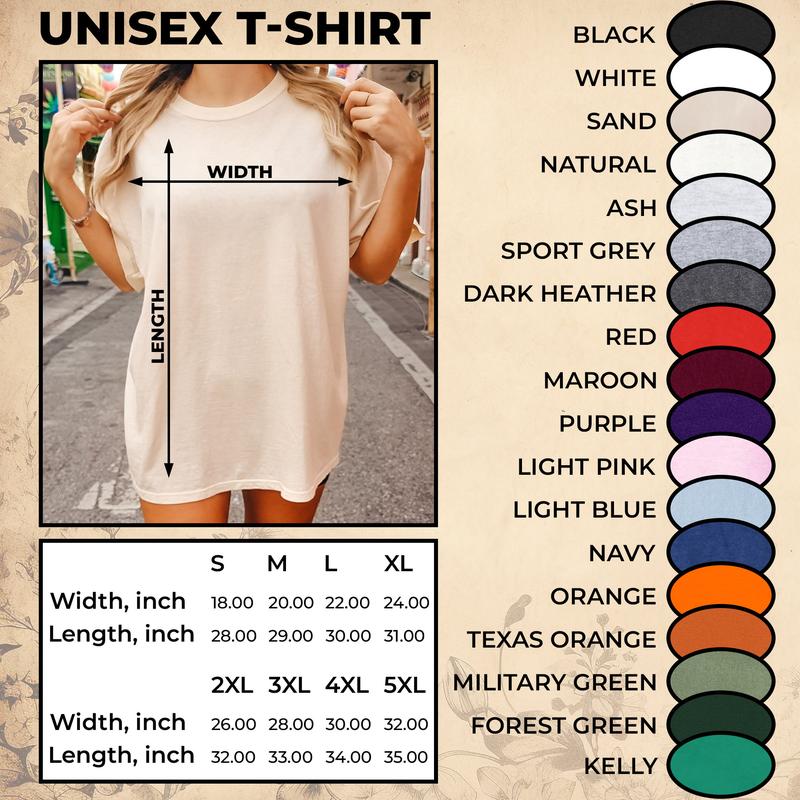 UNISEX T-SHIRT
WIDTH
LENGTH
S M L XL
Width, inch 18.00 20.00 22.00 24.00
Length, inch 28.00 29.00 30.00 31.00
2XL 3XL 4XL 5XL
Width, inch 26.00 28.00 30.00 32.00
Length, inch 32.00 33.00 34.00 35.00
BLACK
WHITE
SAND
NATURAL
ASH
SPORT GREY
DARK HEATHER
RED
MAROON
PURPLE
LIGHT PINK
LIGHT BLUE
NAVY
ORANGE
TEXAS ORANGE
MILITARY GREEN
FOREST GREEN
KELLY